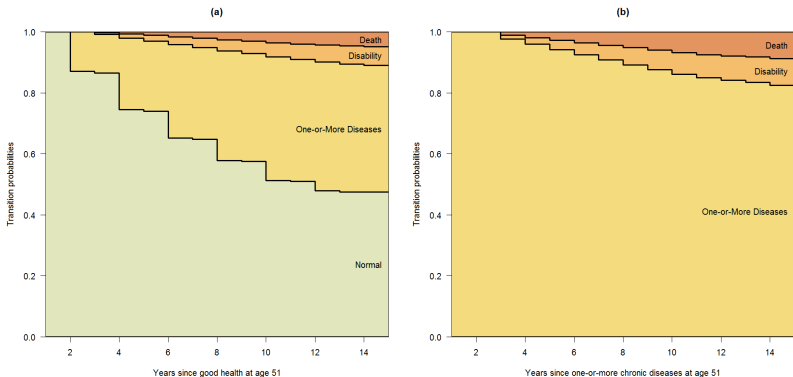 (a)
Transition probabilities
1.0
0.8
0.6
0.4
0.2
0.0
Death
Disability
One-or-More Diseases
Normal
2 4 6 8 10 12 14
Years since good health at age 51
(b)
Transition probabilities
1.0
0.8
0.6
0.4
0.2
0.0
Death
Disability
One-or-More Diseases
2 4 6 8 10 12 14
Years since one-or-more chronic diseases at age 51